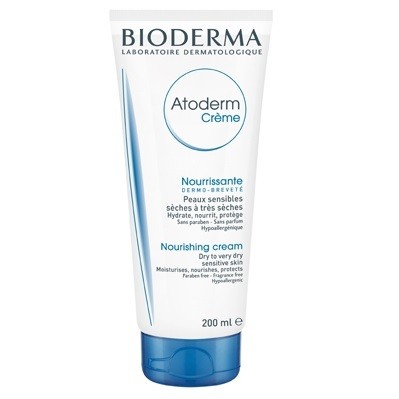 BIODERMA
LABORATOIRE DERMATOLOGIQUE
Atoderm
Crème
Nourrissante
DERMO-BREVETÉ
Peaux sensibles
sèches à très sèches
Hydrate, nourrit, protège
Sans paraben - Sans parfum
Hypoallergénique
Nourishing cream
Dry to very dry
sensitive skin
Moisturises, nourishes, protects
Paraben free - Fragrance free
Hypoallergenic
200 ml ℮